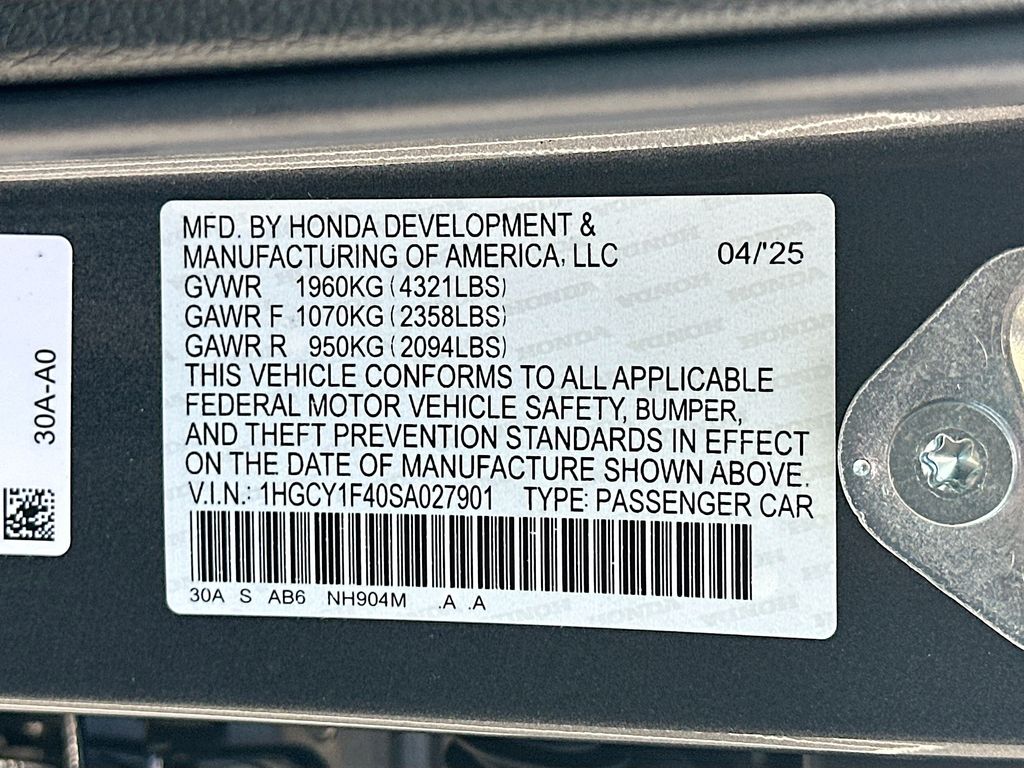 MFD. BY HONDA DEVELOPMENT &
MANUFACTURING OF AMERICA, LLC 04/'25
GVWR 1960KG (4321LBS)
GAWR F 1070KG (2358LBS)
GAWR R 950KG (2094LBS)
THIS VEHICLE CONFORMS TO ALL APPLICABLE
FEDERAL MOTOR VEHICLE SAFETY, BUMPER,
AND THEFT PREVENTION STANDARDS IN EFFECT
ON THE DATE OF MANUFACTURE SHOWN ABOVE.
V.I.N.: 1HGCY1F40SA027901 TYPE: PASSENGER CAR
30A S AB6 NH904M .A .A
30A-A0